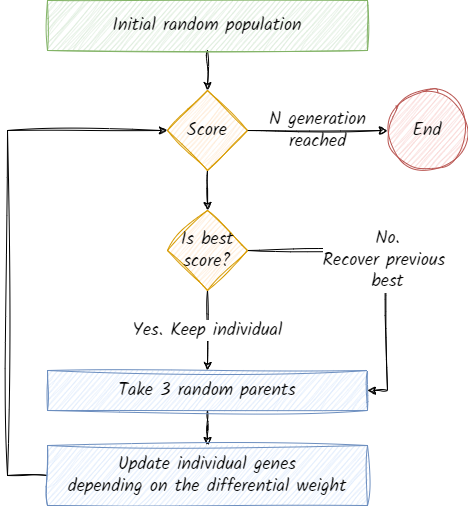 Initial random population
Score
N generation
reached
End
Is best
score?
No.
Recover previous
best
Yes. Keep individual
Take 3 random parents
Update individual genes
depending on the differential weight